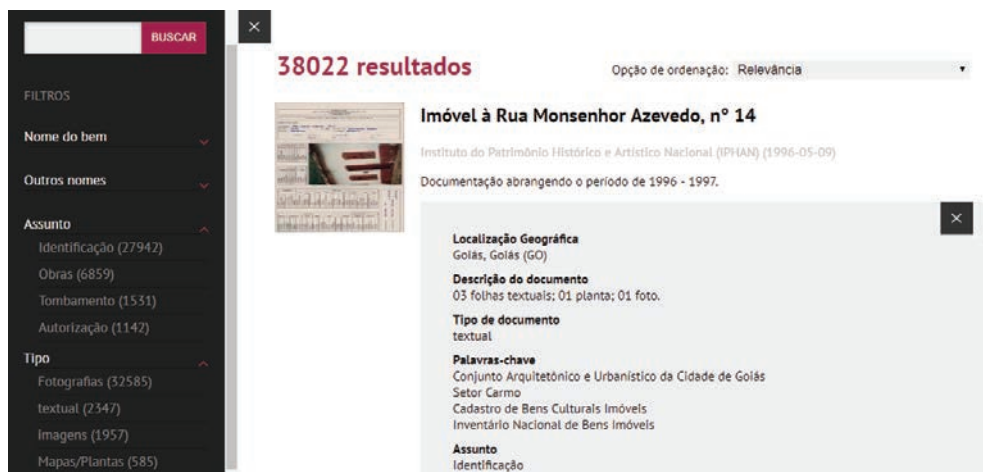 BUSCAR
FILTROS
Nome do bem
Outros nomes
Assunto
Identificação (27942)
Obras (6859)
Tombamento (1531)
Autorização (1142)
Tipo
Fotografias (32585)
textual (2347)
Imagens (1957)
Mapas/Plantas (585)
38022 resultados
Opção de ordenação: Relevância
Imóvel à Rua Monsenhor Azevedo, nº 14
Instituto do Patrimônio Histórico e Artístico Nacional (IPHAN) (1996-05-09)
Documentação abrangendo o período de 1996 - 1997.
Localização Geográfica
Goiás, Goiás (GO)
Descrição do documento
03 folhas textuais; 01 planta; 01 foto.
Tipo de documento
textual
Palavras-chave
Conjunto Arquitetônico e Urbanístico da Cidade de Goiás
Setor Carmo
Cadastro de Bens Culturais Imóveis
Inventário Nacional de Bens Imóveis
Assunto
Identificação